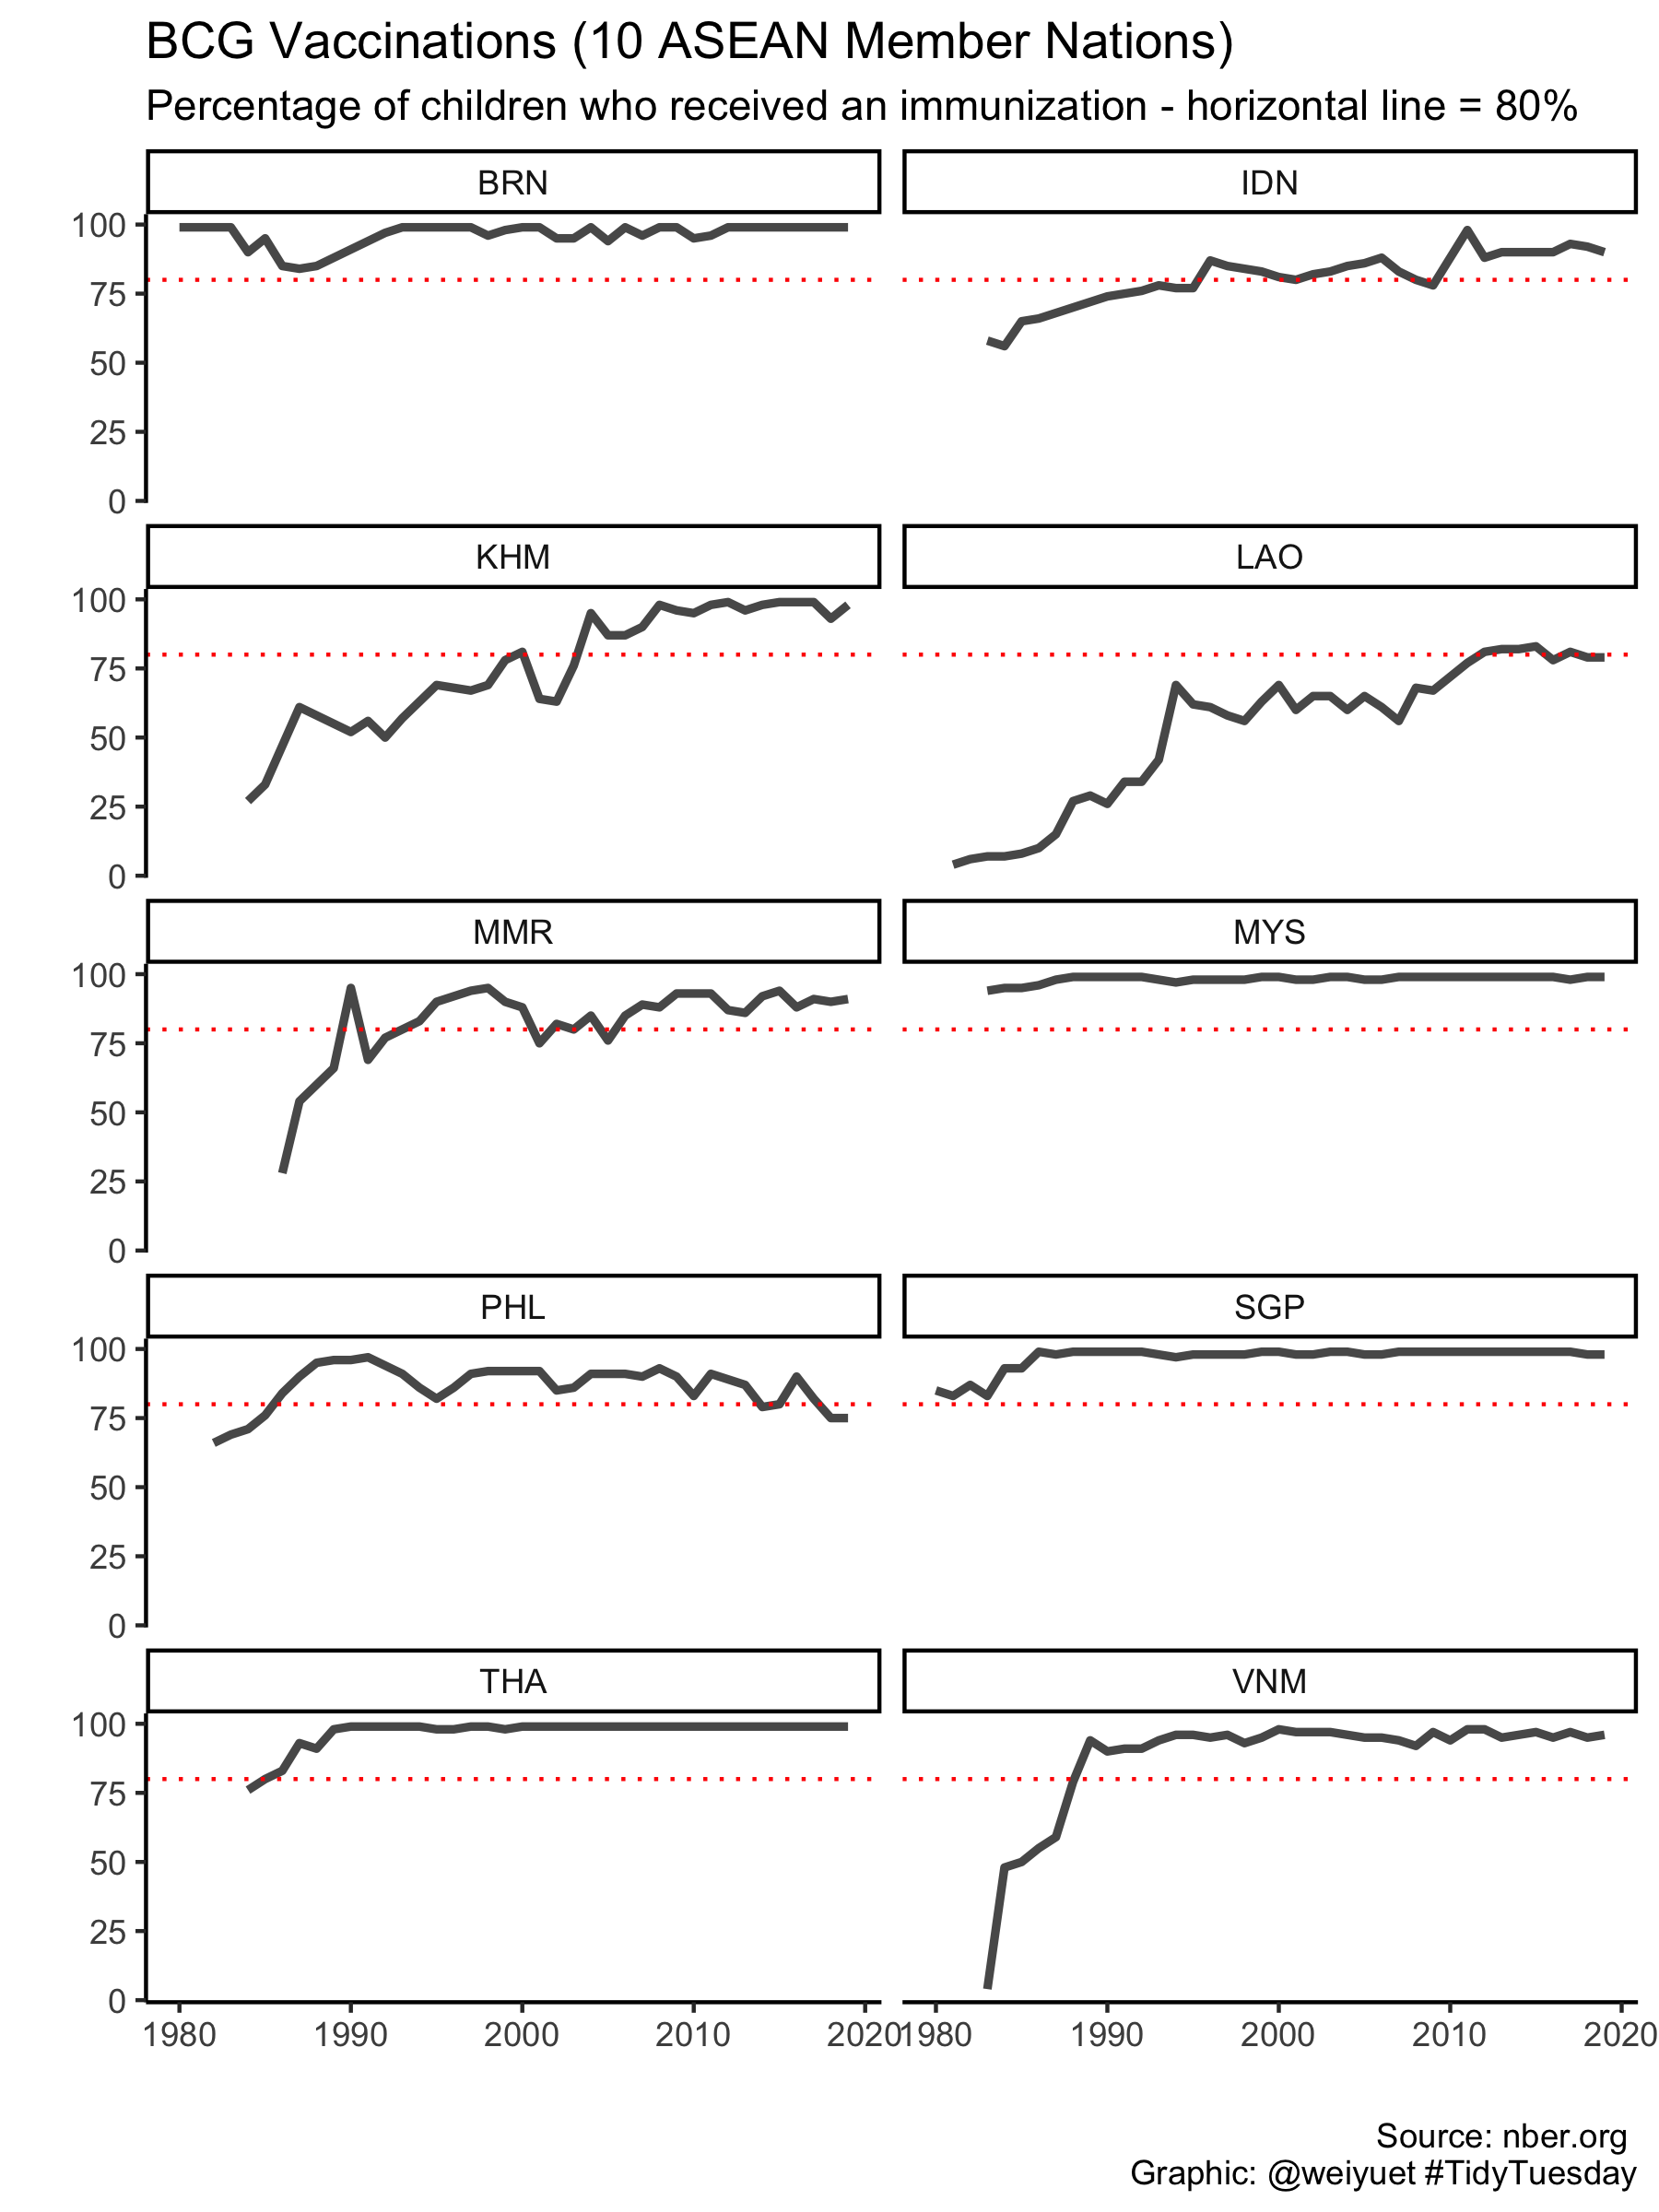 BCG Vaccinations (10 ASEAN Member Nations)
Percentage of children who received an immunization - horizontal line = 80%
BRN
IDN
100
75
50
25
0
KHM
LAO
100
75
50
25
0
MMR
MYS
100
75
50
25
0
PHL
SGP
100
75
50
25
0
THA
VNM
100
75
50
25
0
1980 1990 2000 2010 2020 1980 1990 2000 2010 2020
Source: nber.org
Graphic: @weiyuet #TidyTuesday